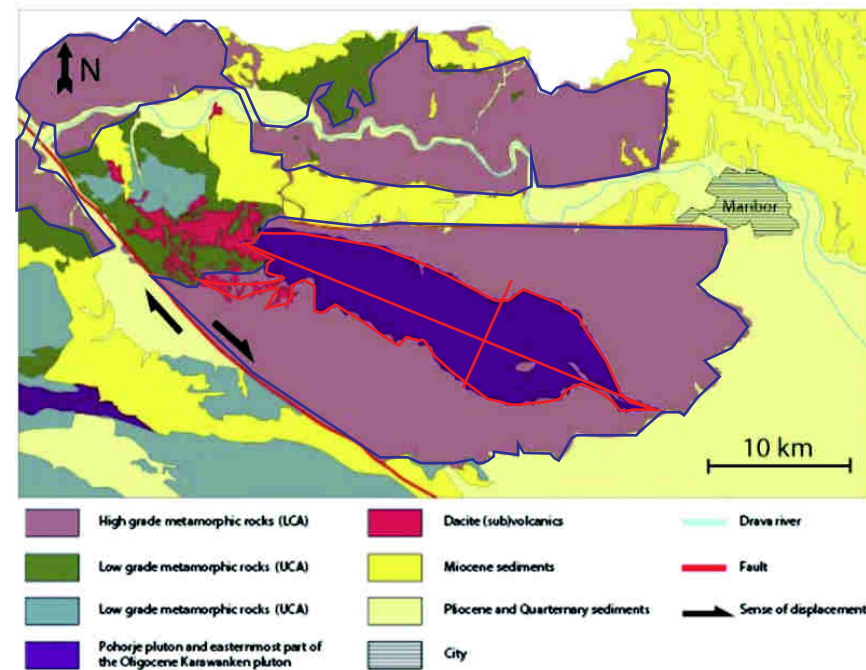 N
Maribor
10 km
High grade metamorphic rocks (LCA)
Low grade metamorphic rocks (UCA)
Low grade metamorphic rocks (UCA)
Pohorje pluton and easternmost part of
the Oligocene Karawanken pluton
Dacite (sub)volcanics
Miocene sediments
Pliocene and Quarternary sediments
City
Drava river
Fault
Sense of displacement